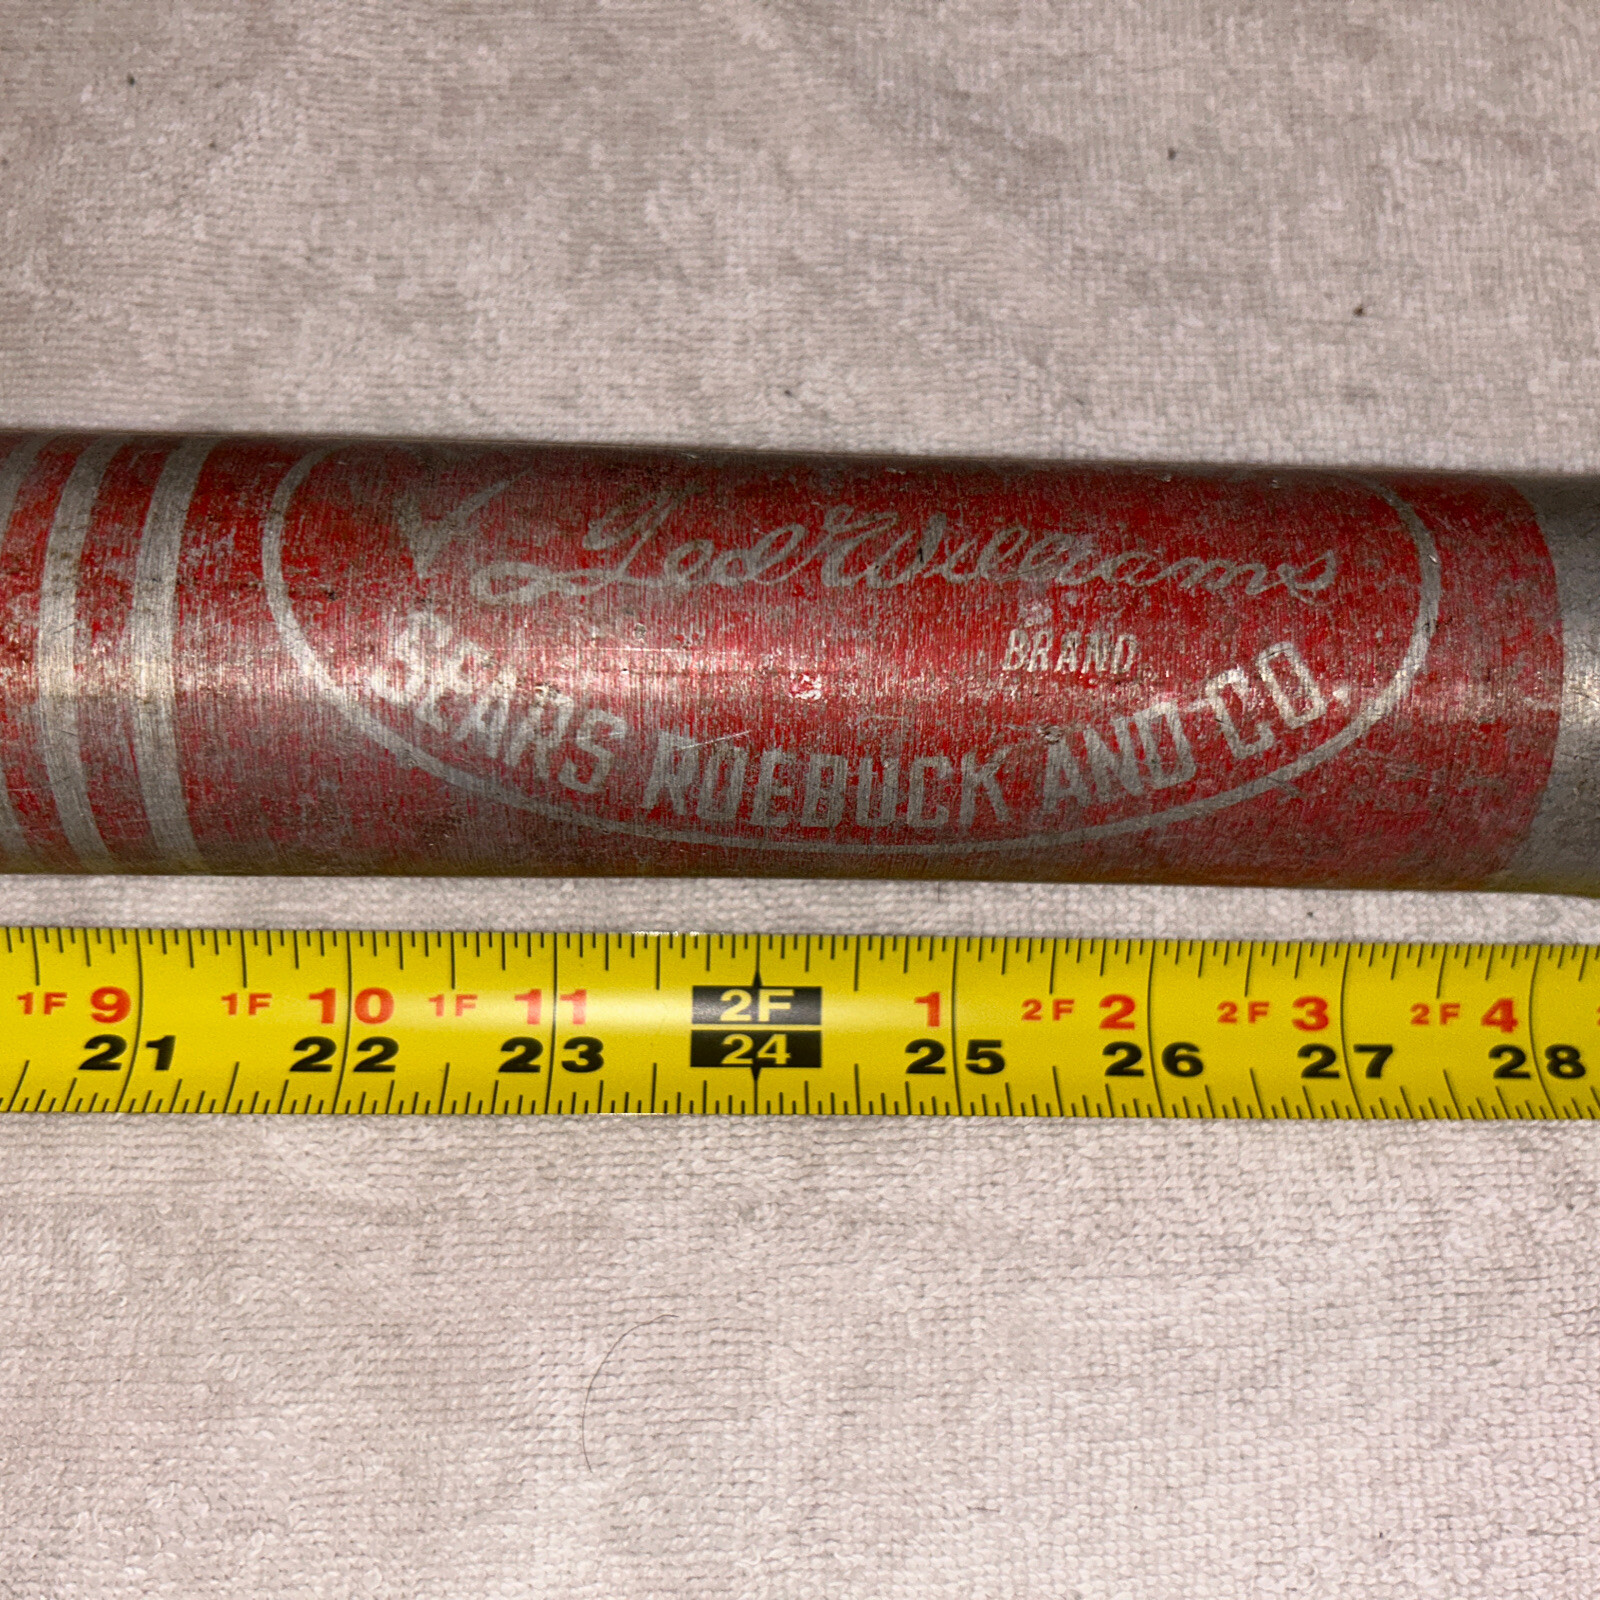 Ted Williams
BRAND
SEARS ROEBUCK AND CO.
1F 9 1F 10 1F 11 2F 1 2F 2 2F 3 2F 4
21 22 23 24 25 26 27 28